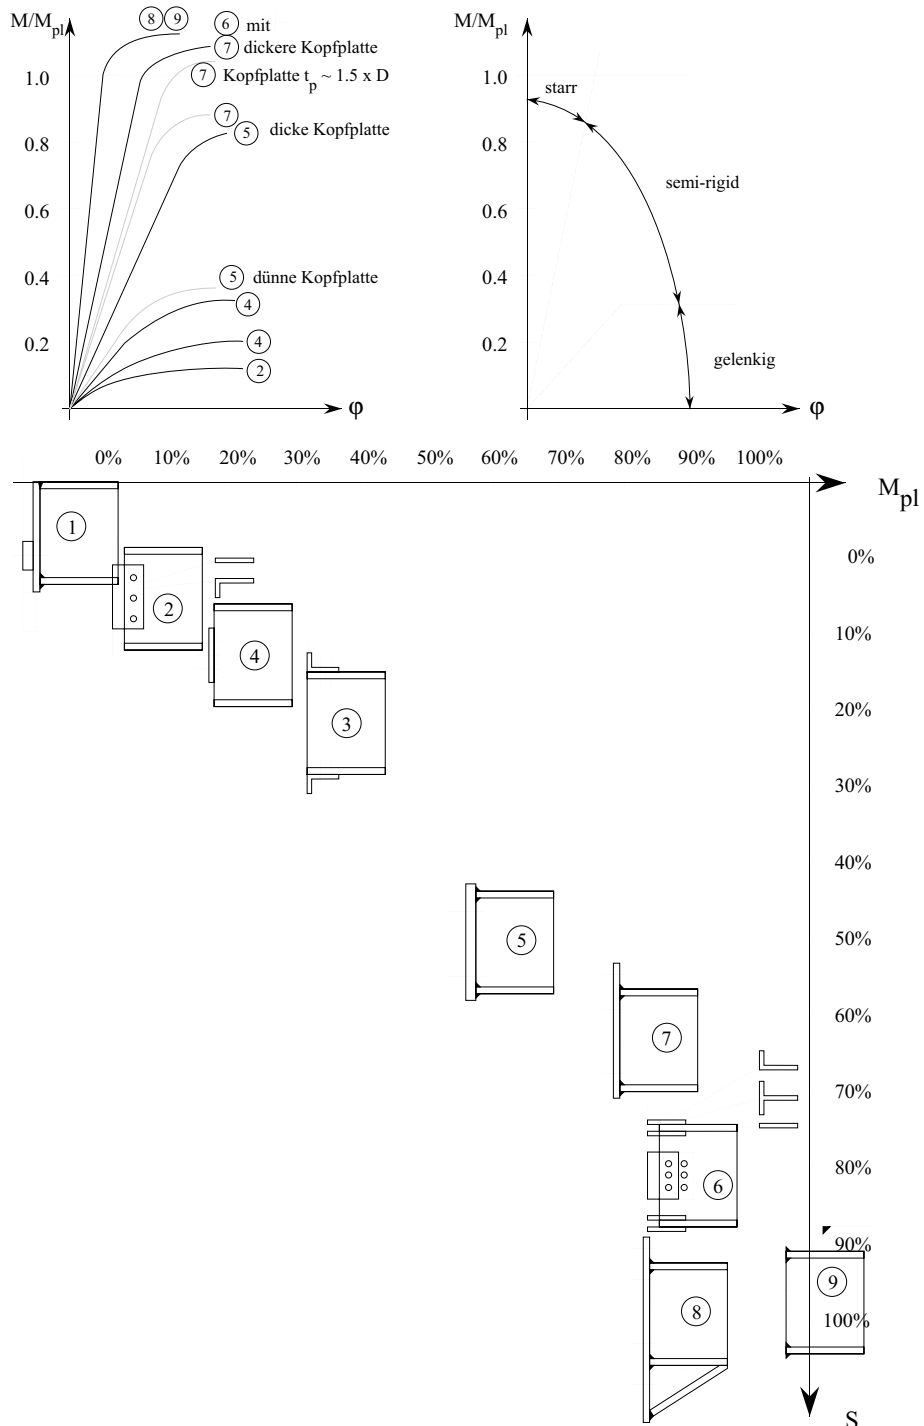 M/Mpl
8 9
6 mit
7 dickere Kopfplatte
1.0
7 Kopfplatte tp ~ 1.5 x D
7
0.8
5 dicke Kopfplatte
0.6
0.4
5 dünne Kopfplatte
4
0.2
4
2
φ
M/Mpl
1.0
starr
0.8
semi-rigid
0.6
0.4
0.2
gelenkig
φ
0% 10% 20% 30% 40% 50% 60% 70% 80% 90% 100%
Mpl
1
0%
2
10%
4
20%
3
30%
40%
5
50%
60%
7
70%
80%
6
90%
9
8
100%
S